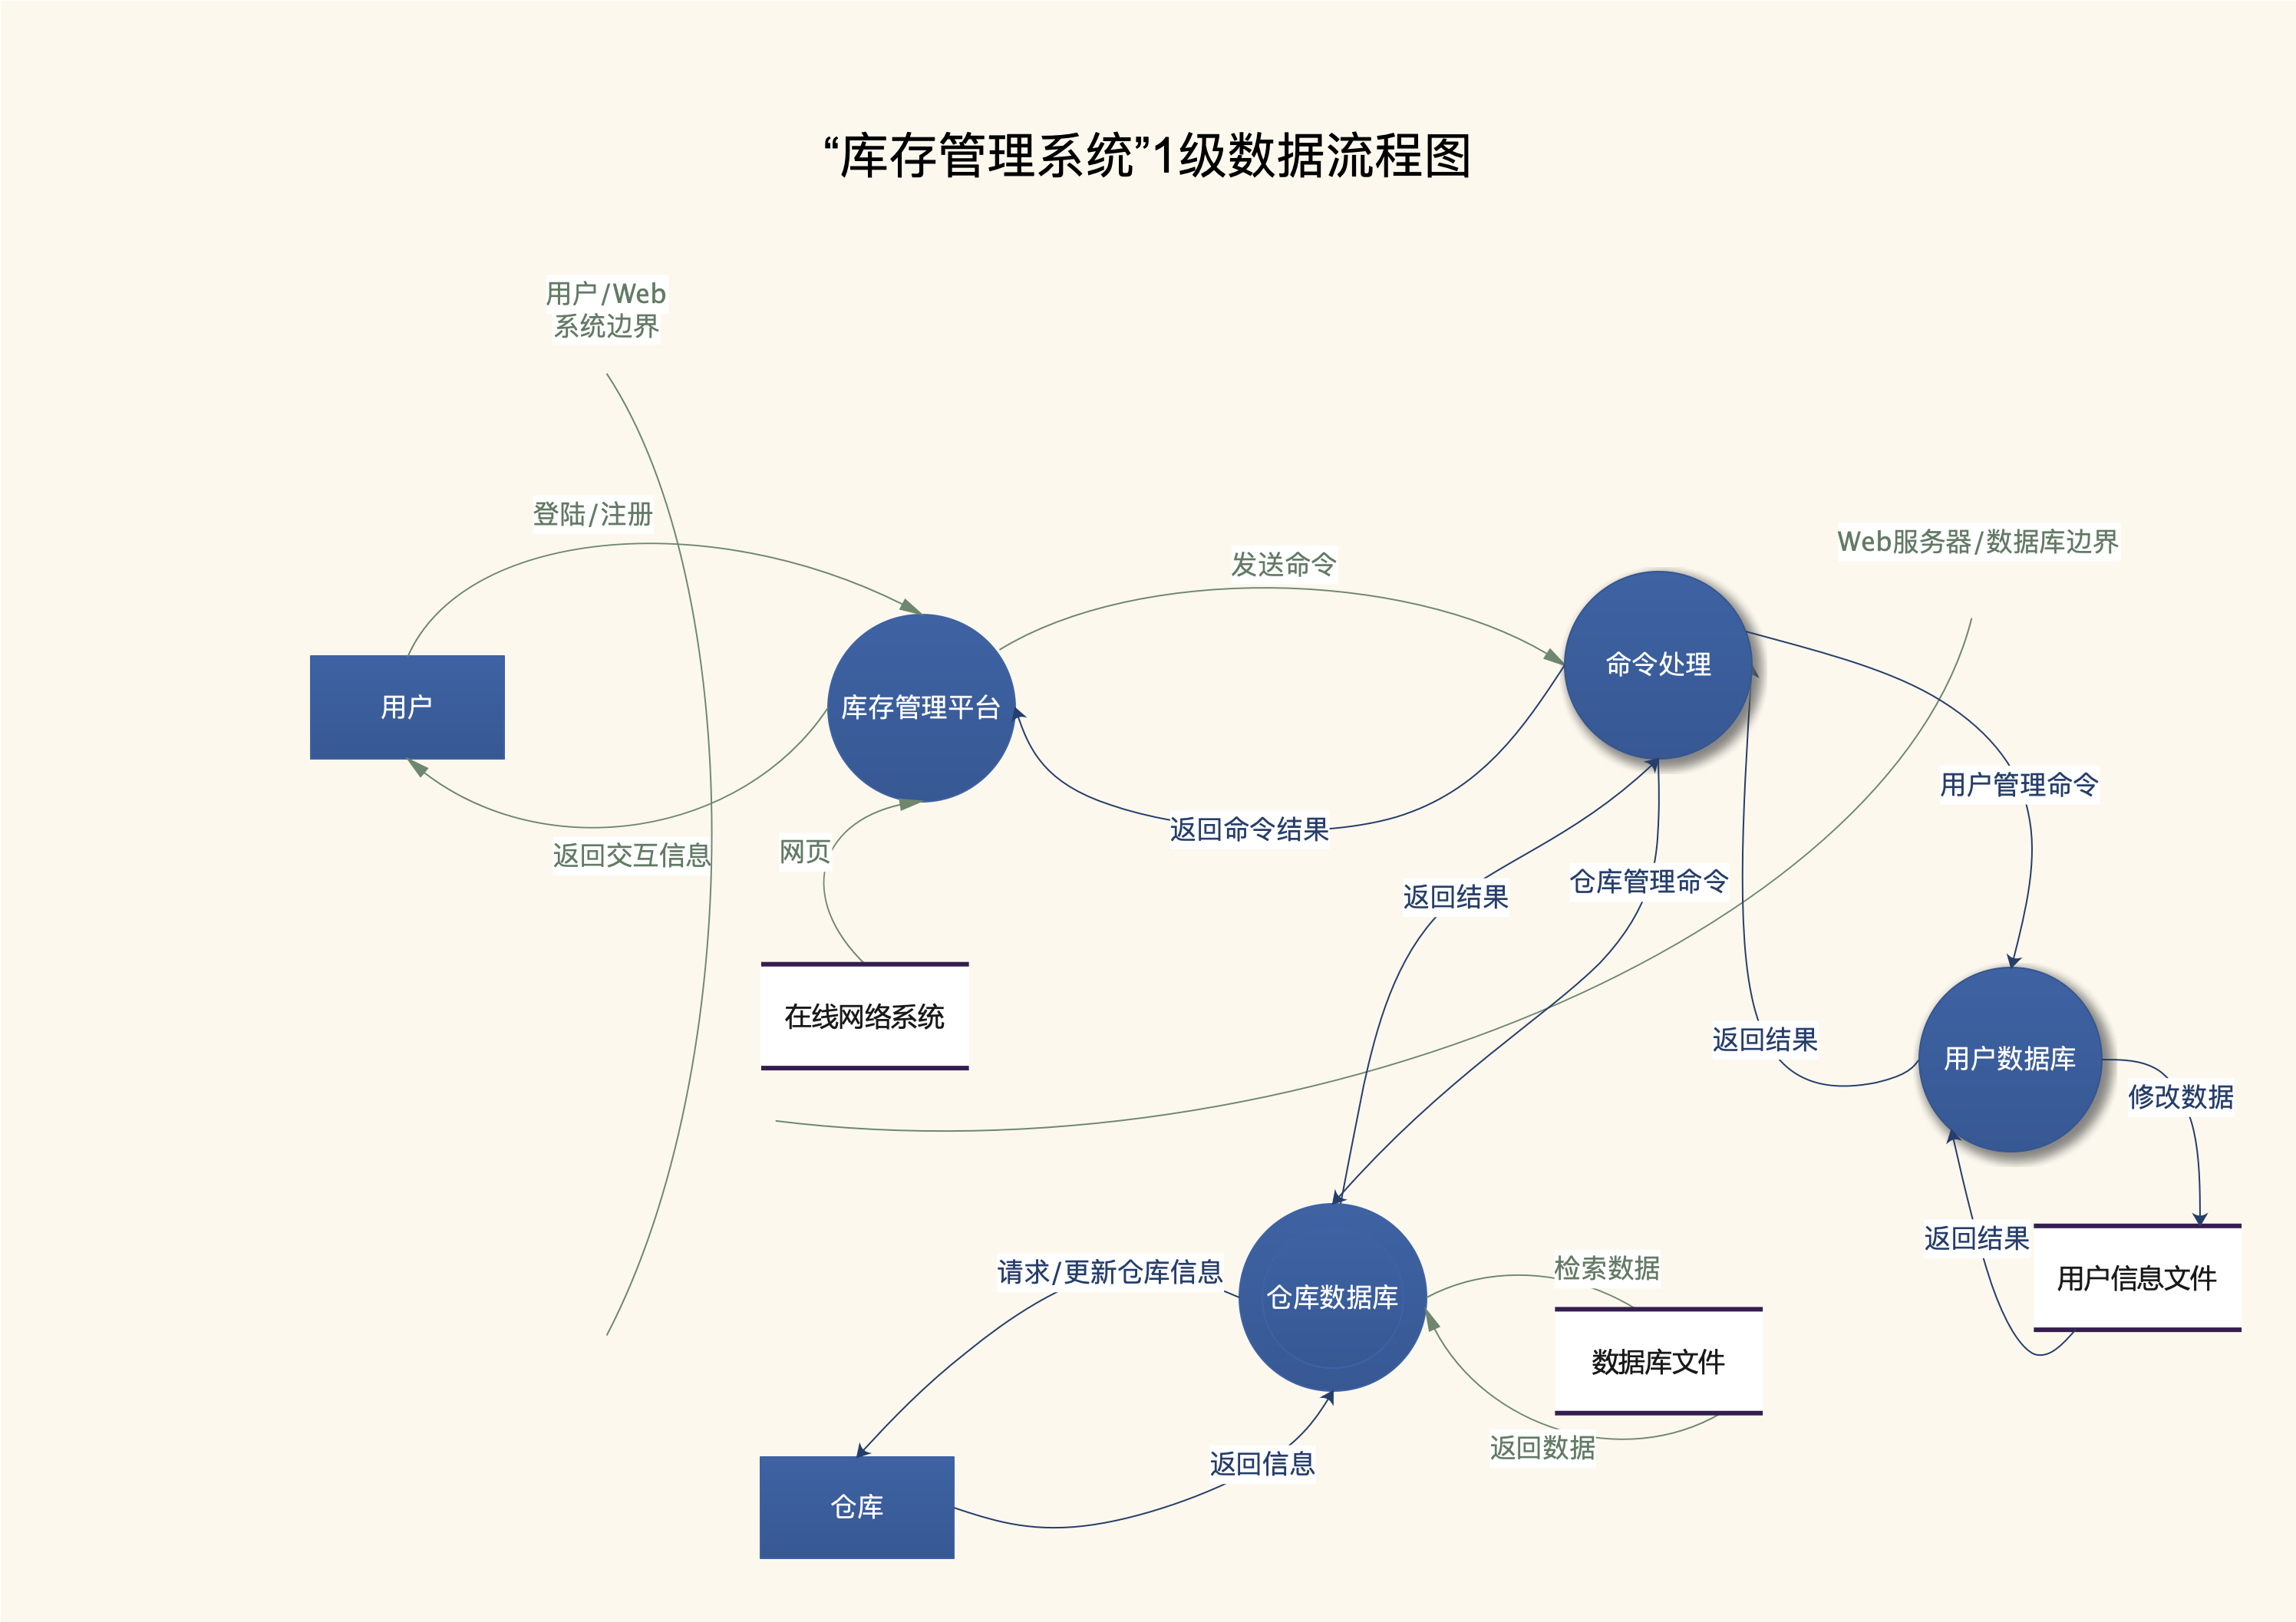 “库存管理系统”1级数据流程图
用户/Web
系统边界
登陆/注册
Web服务器/数据库边界
发送命令
命令处理
用户
库存管理平台
用户管理命令
返回命令结果
网页
返回交互信息
仓库管理命令
返回结果
在线网络系统
返回结果
用户数据库
修改数据
返回结果
请求/更新仓库信息
检索数据
用户信息文件
仓库数据库
数据库文件
返回数据
返回信息
仓库